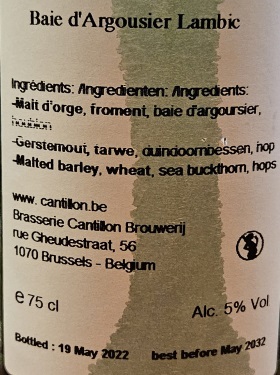 Baie d'Argousier Lambic
Ingrédients: /Ingredienten: /Ingredients:
-Malt d'orge, froment, baie d'argoursier,
houblon
-Gerstemout, tarwe, duindoornbessen, hop
-Malted barley, wheat, sea buckthorn, hops
www. cantillon.be
Brasserie Cantillon Brouwerij
rue Gheudestraat, 56
1070 Brussels - Belgium
e 75 cl
Alc. 5% Vol
Bottled : 19 May 2022 best before May 2032